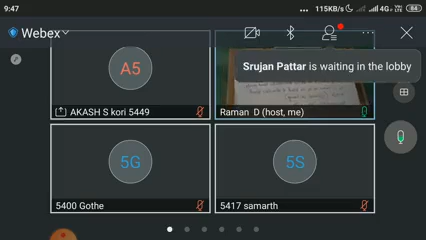 9:47
... 115KB/s 4G+ 84
Webex
Srujan Pattar is waiting in the lobby
A5
AKASH S kori 5449
Raman D (host, me)
5G
5S
5400 Gothe
5417 samarth